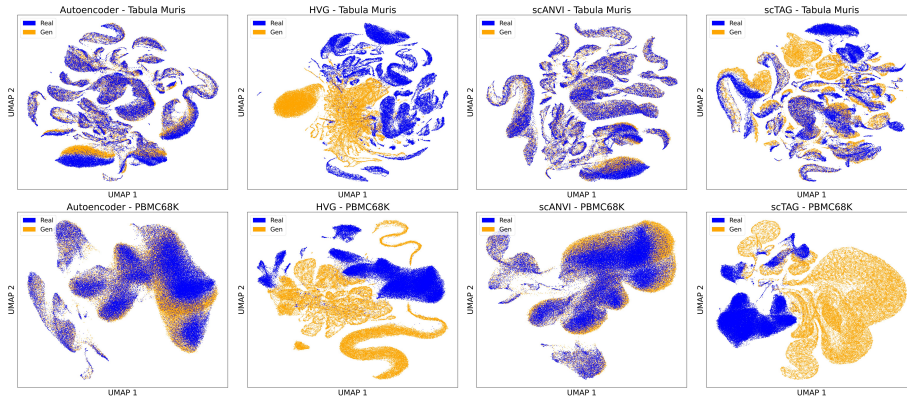 Autoencoder - Tabula Muris
Real
Gen
UMAP 2
UMAP 1
HVG - Tabula Muris
Real
Gen
UMAP 2
UMAP 1
scANVI - Tabula Muris
Real
Gen
UMAP 2
UMAP 1
scTAG - Tabula Muris
Real
Gen
UMAP 2
UMAP 1
Autoencoder - PBMC68K
Real
Gen
UMAP 2
UMAP 1
HVG - PBMC68K
Real
Gen
UMAP 2
UMAP 1
scANVI - PBMC68K
Real
Gen
UMAP 2
UMAP 1
scTAG - PBMC68K
Real
Gen
UMAP 2
UMAP 1